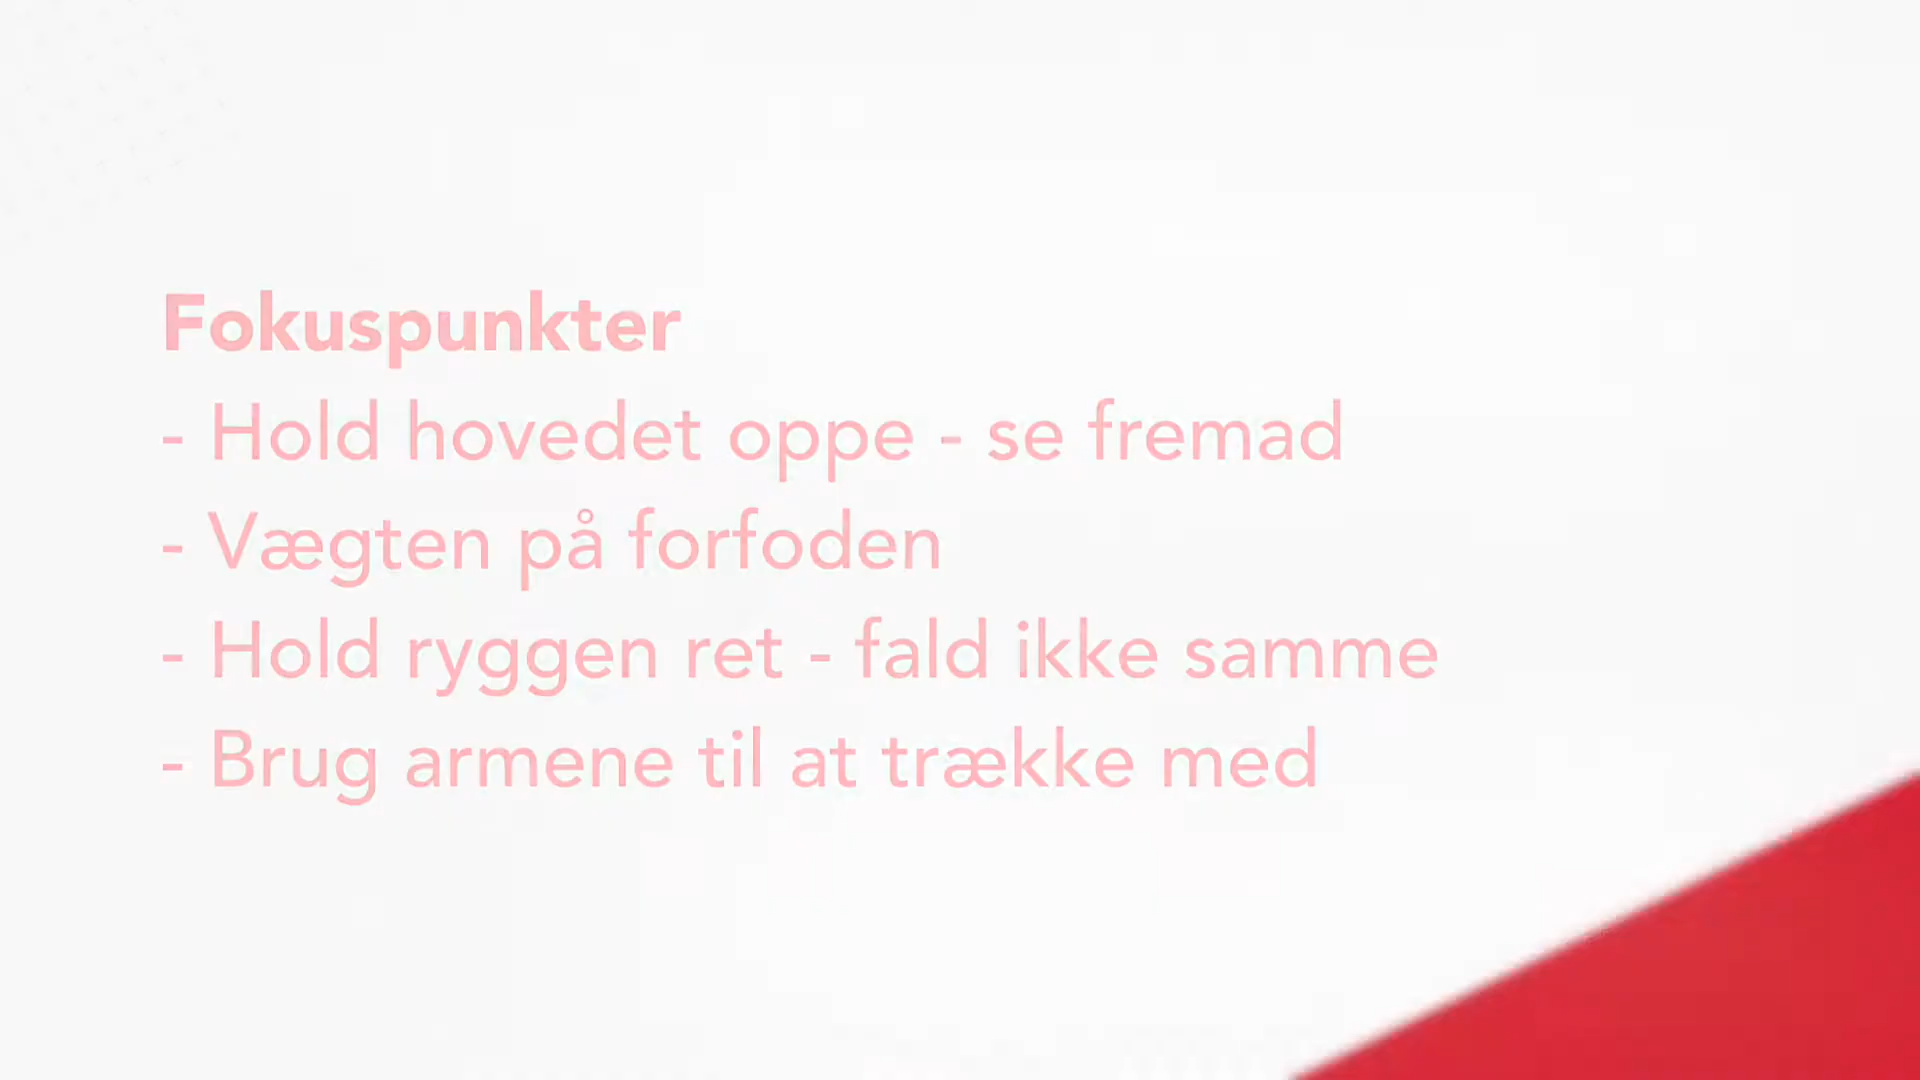 Fokuspunkter
- Hold hovedet oppe - se fremad
- Vægten på forfoden
- Hold ryggen ret - fald ikke samme
- Brug armene til at trække med